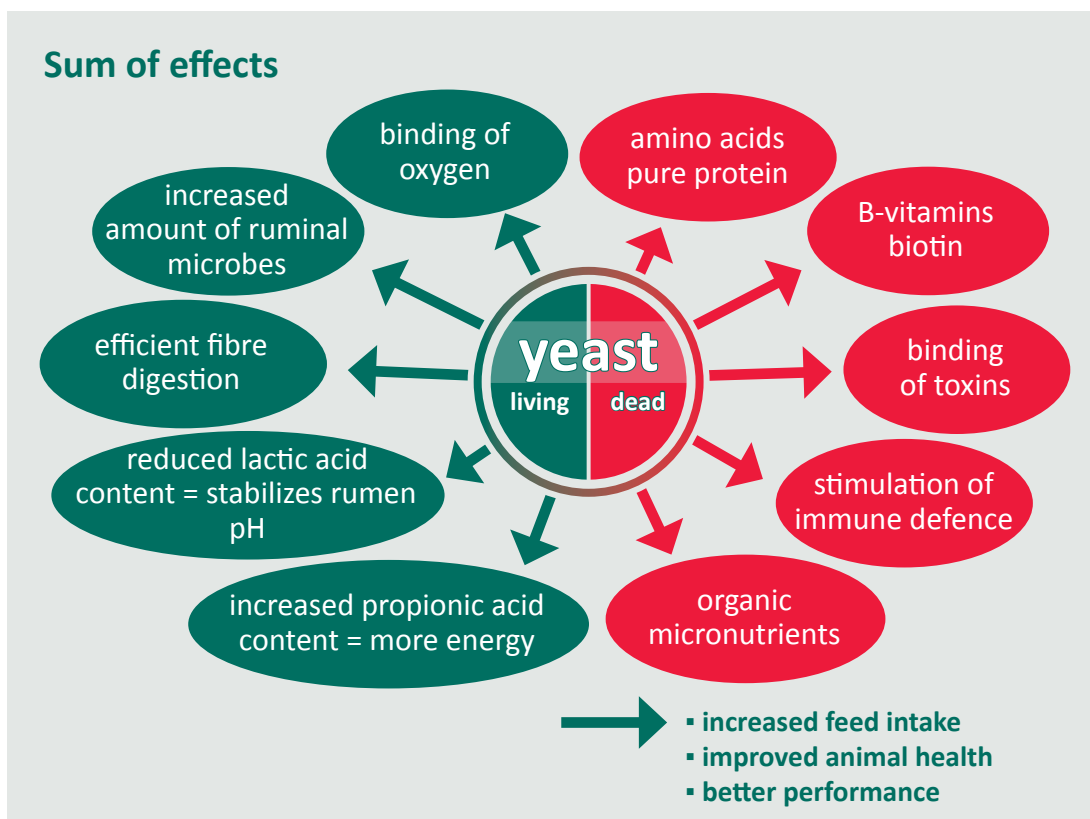 Sum of effects
binding of
oxygen
amino acids
pure protein
increased
amount of ruminal
microbes
B-vitamins
biotin
efficient fibre
digestion
yeast
living
dead
binding
of toxins
reduced lactic acid
content = stabilizes rumen
pH
stimulation of
immune defence
increased propionic acid
content = more energy
organic
micronutrients
▪ increased feed intake
▪ improved animal health
▪ better performance